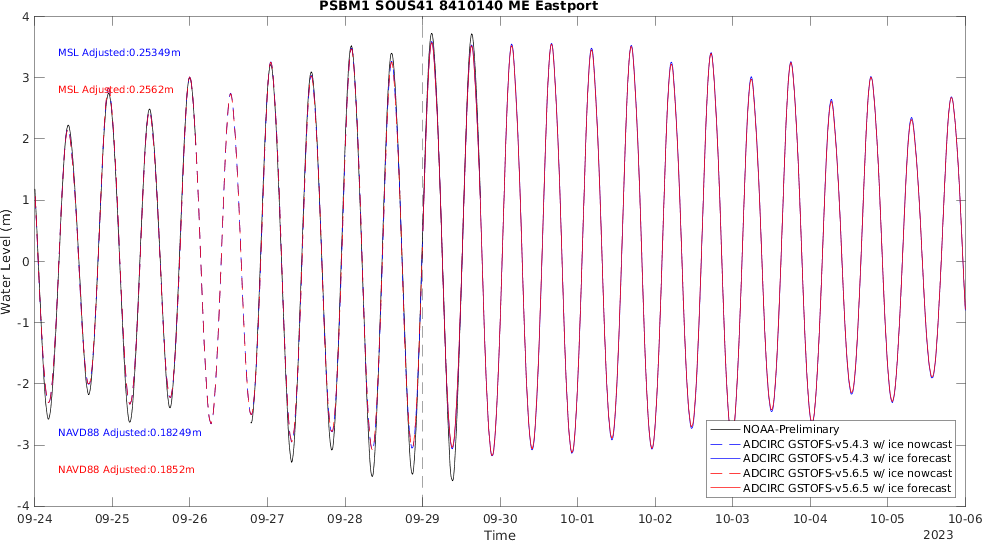 PSBM1 SOUS41 8410140 ME Eastport
4
3
2
1
0
-1
-2
-3
-4
Water Level (m)
MSL Adjusted:0.25349m
MSL Adjusted:0.2562m
NAVD88 Adjusted:0.18249m
NAVD88 Adjusted:0.1852m
NOAA-Preliminary
ADCIRC GSTOFS-v5.4.3 w/ ice nowcast
ADCIRC GSTOFS-v5.4.3 w/ ice forecast
ADCIRC GSTOFS-v5.6.5 w/ ice nowcast
ADCIRC GSTOFS-v5.6.5 w/ ice forecast
09-24 09-25 09-26 09-27 09-28 09-29 09-30 10-01 10-02 10-03 10-04 10-05 10-06
Time
2023